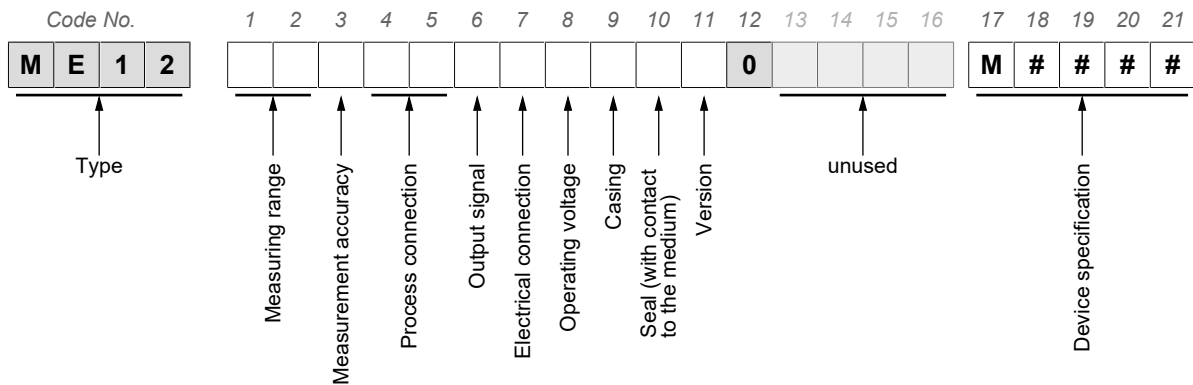 Code No. 1 2 3 4 5 6 7 8 9 10 11 12 13 14 15 16 17 18 19 20 21
M E 1 2 0 M # # # #
Type
Measuring range
Measurement accuracy
Process connection
Output signal
Electrical connection
Operating voltage
Casing
Seal (with contact
to the medium)
Version
unused
Device specification